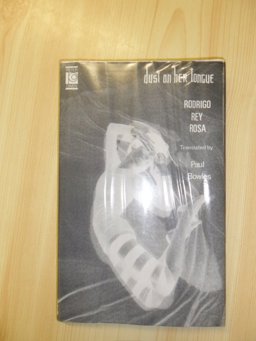 dust on her tongue
RODRIGO
REY
ROSA
Translated by
Paul
Bowles